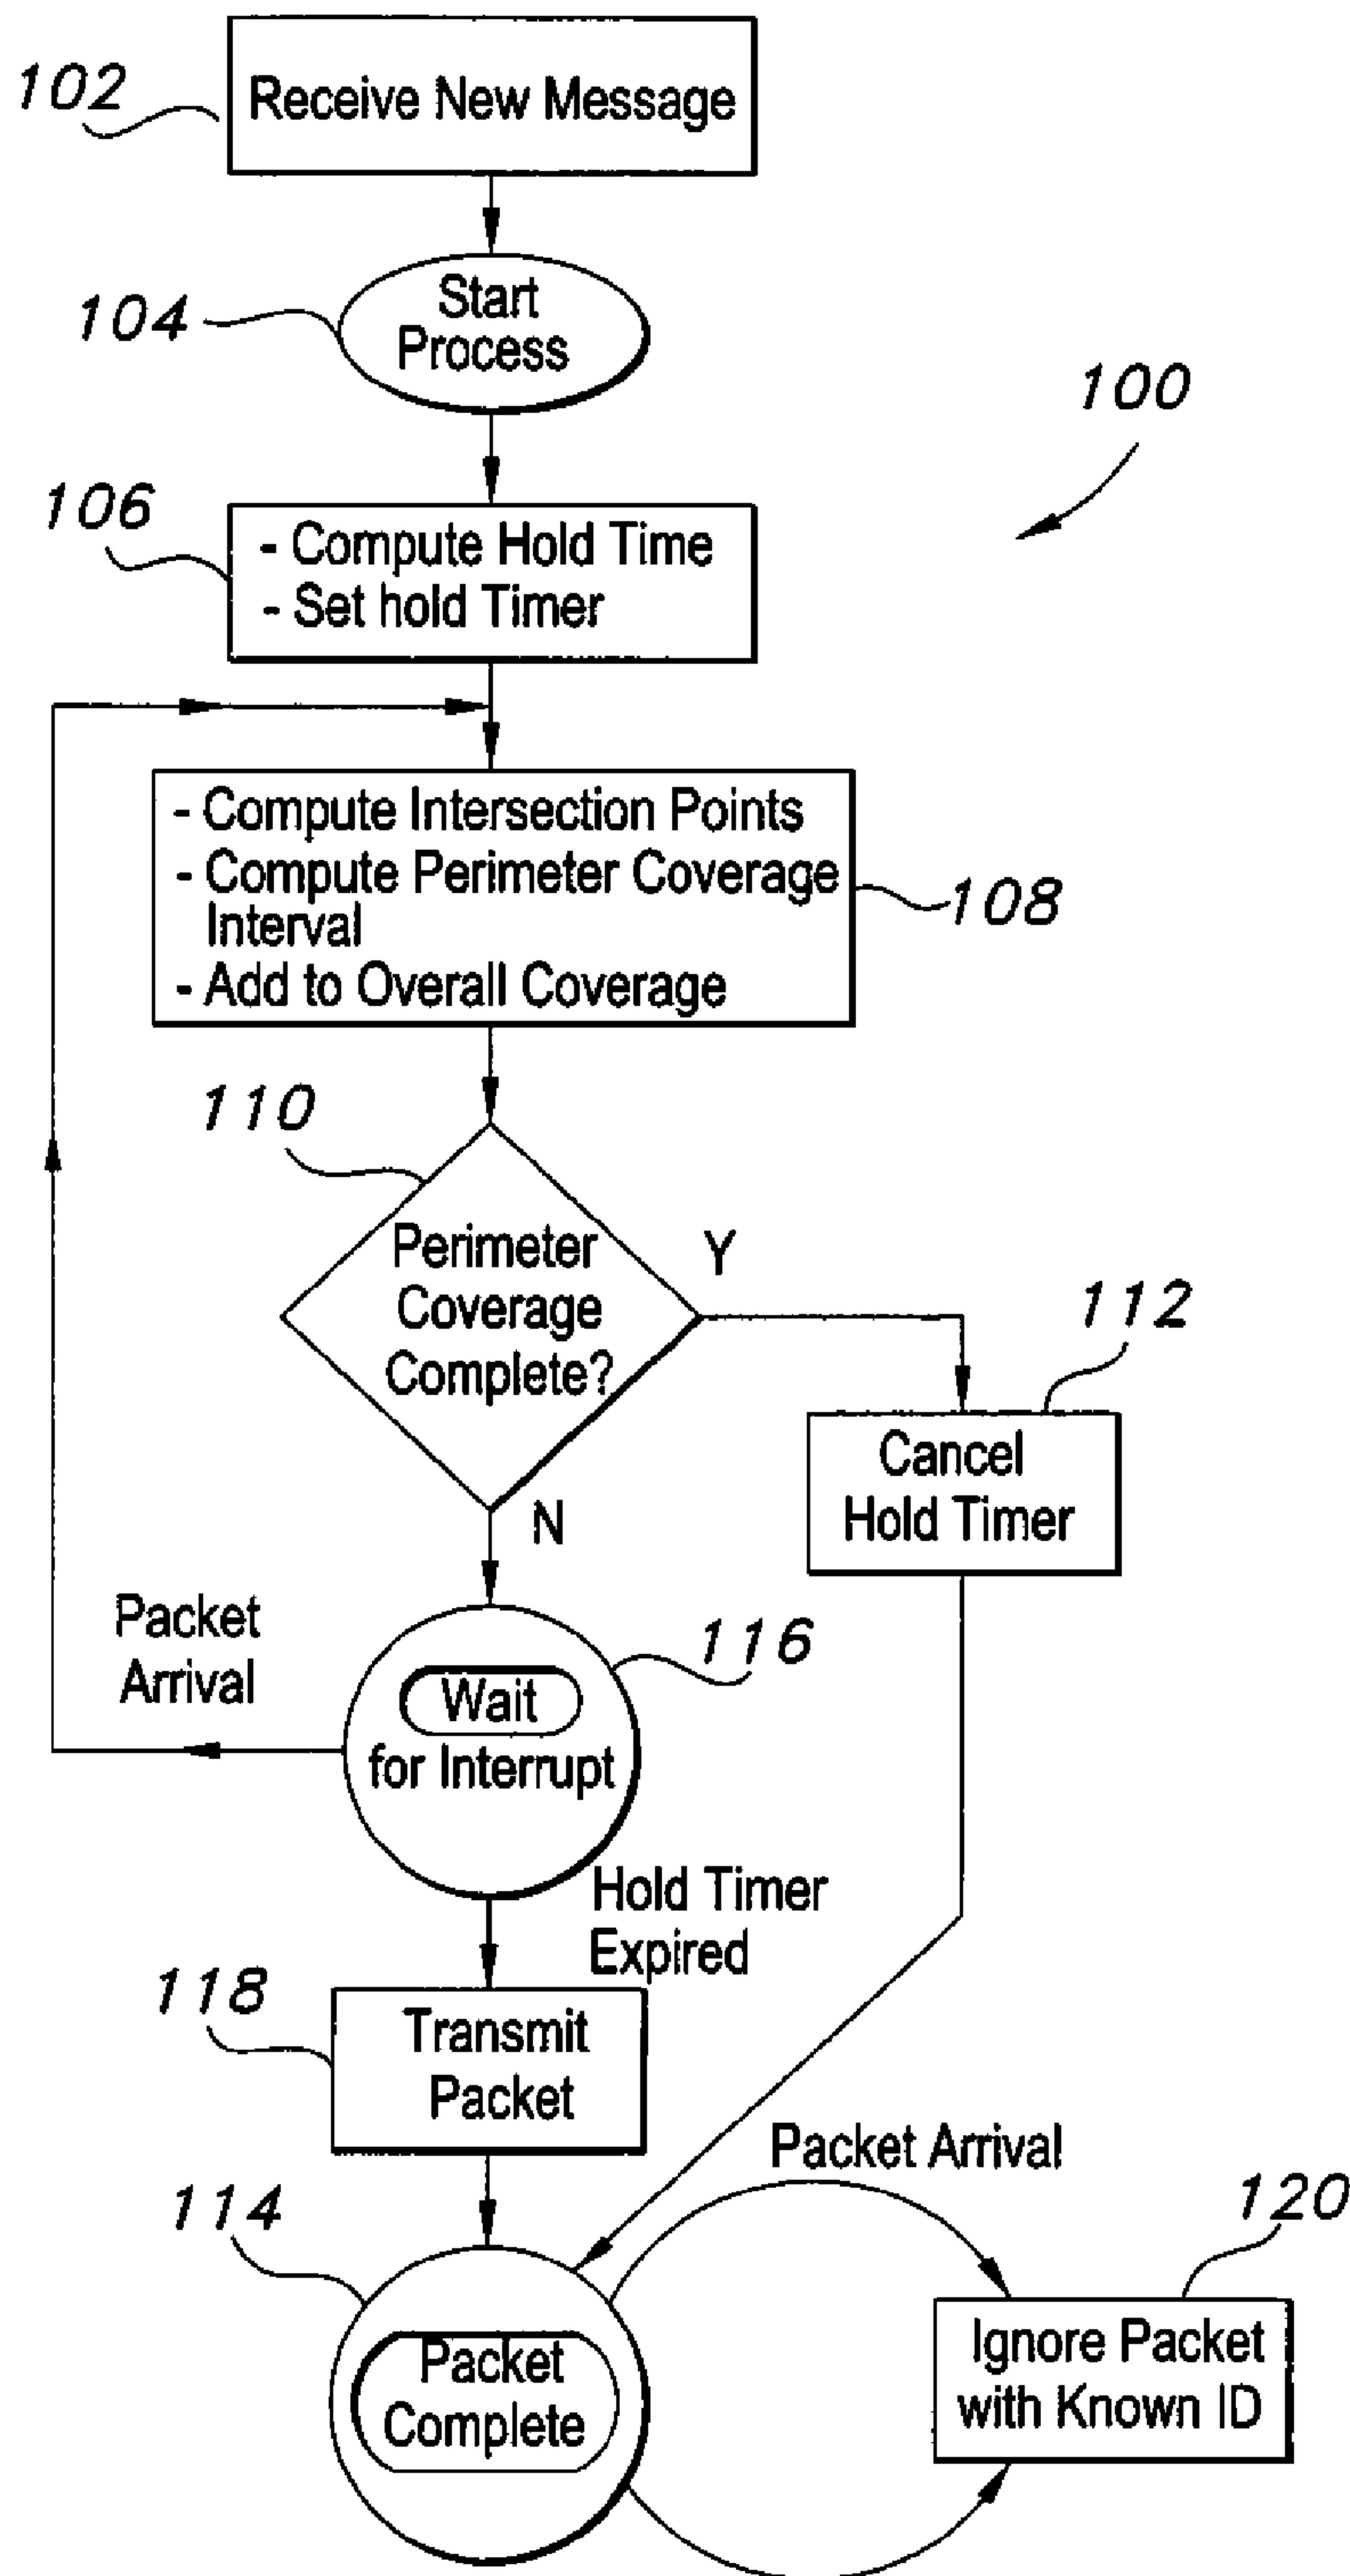 102
Receive New Message
104
Start
Process
100
106
- Compute Hold Time
- Set hold Timer
- Compute Intersection Points
- Compute Perimeter Coverage
Interval
- Add to Overall Coverage
108
110
Perimeter
Coverage
Complete?
Y
112
Cancel
Hold Timer
N
Packet
Arrival
116
Wait
for Interrupt
Hold Timer
Expired
118
Transmit
Packet
Packet Arrival
114
120
Packet
Complete
Ignore Packet
with Known ID